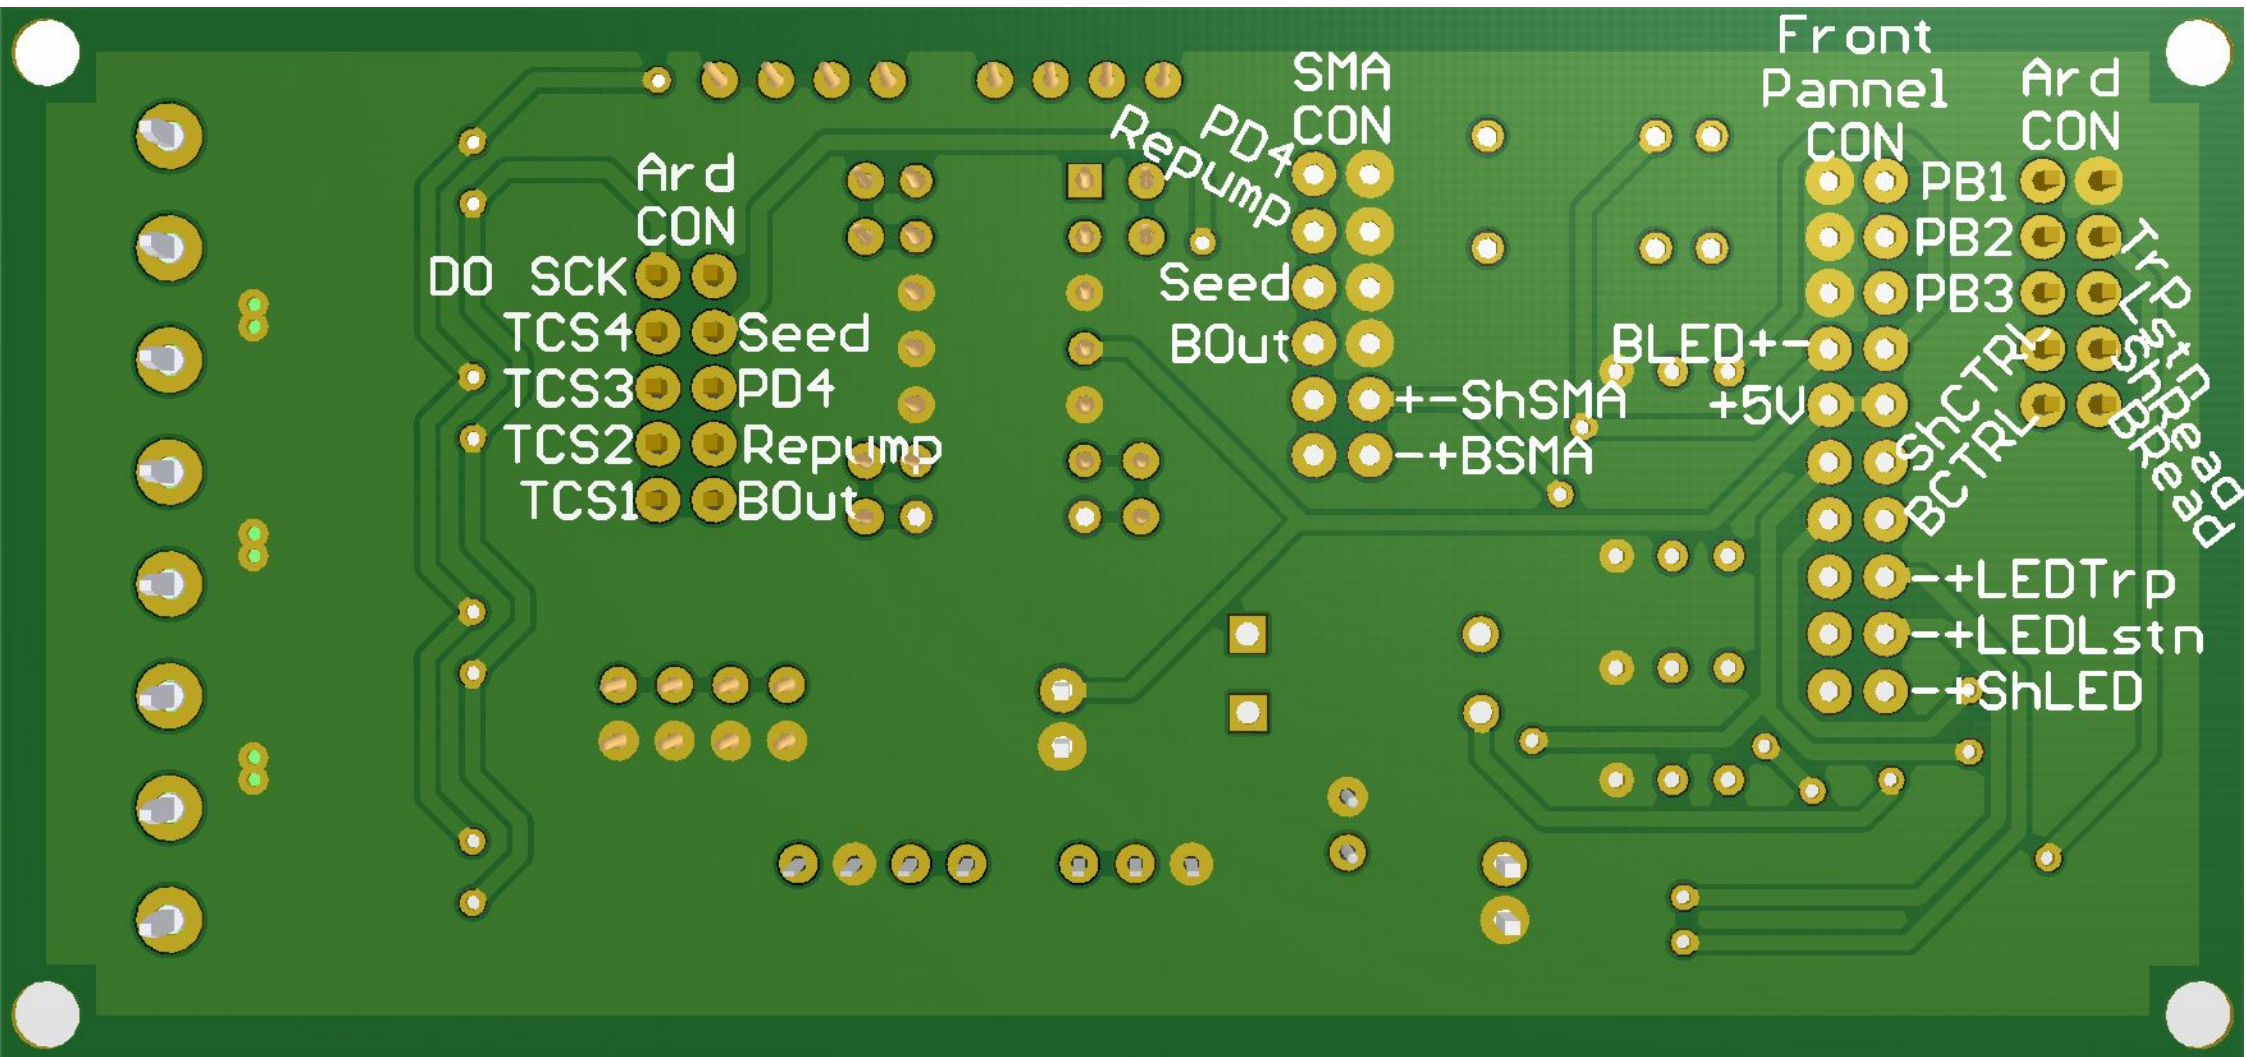 Ard
CON
DO SCK
TCS4 Seed
TCS3 PD4
TCS2 Repump
TCS1 BOut
SMA
CON
PD4
Repump
Seed
BOut
+-ShSMA
-+BSMA
Front
Pannel
CON
PB1
PB2
PB3
BLED+-
+5V
ShCTRL
BCTRL
-+LEDTrp
-+LEDLstn
-+ShLED
Ard
CON
Trp
Lstn
ShRead
BRead